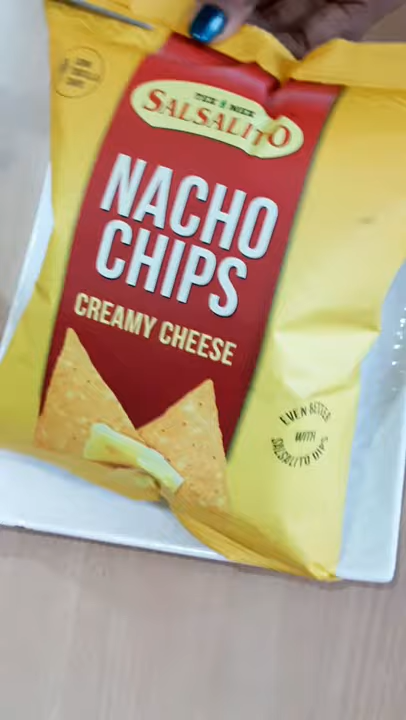 TEX MEX
SALSALITO
NACHO
CHIPS
CREAMY CHEESE
EVEN BETTER
WITH
SALSALITO DIPS